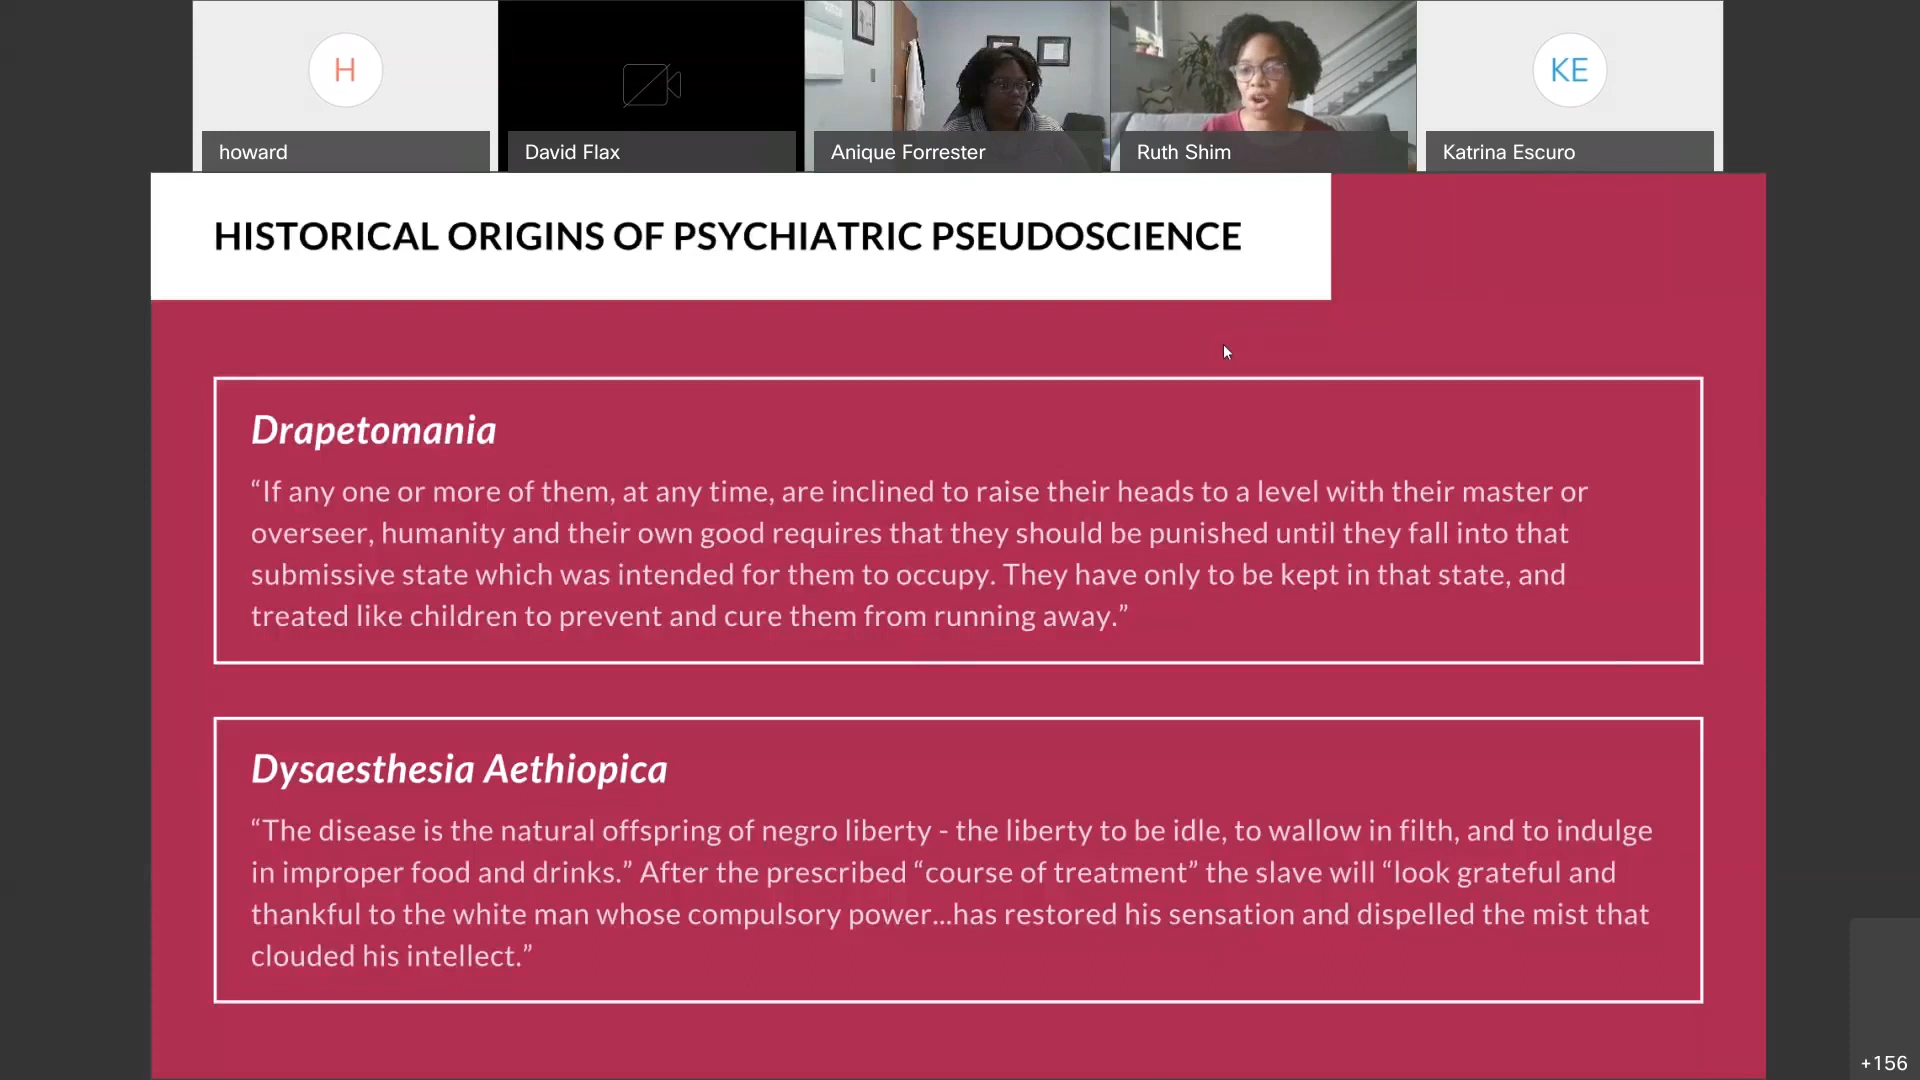 H
KE
howard
David Flax
Anique Forrester
Ruth Shim
Katrina Escuro
HISTORICAL ORIGINS OF PSYCHIATRIC PSEUDOSCIENCE
Drapetomania
“If any one or more of them, at any time, are inclined to raise their heads to a level with their master or
overseer, humanity and their own good requires that they should be punished until they fall into that
submissive state which was intended for them to occupy. They have only to be kept in that state, and
treated like children to prevent and cure them from running away.”
Dysaesthesia Aethiopica
“The disease is the natural offspring of negro liberty - the liberty to be idle, to wallow in filth, and to indulge
in improper food and drinks.” After the prescribed “course of treatment” the slave will “look grateful and
thankful to the white man whose compulsory power...has restored his sensation and dispelled the mist that
clouded his intellect.”
+156